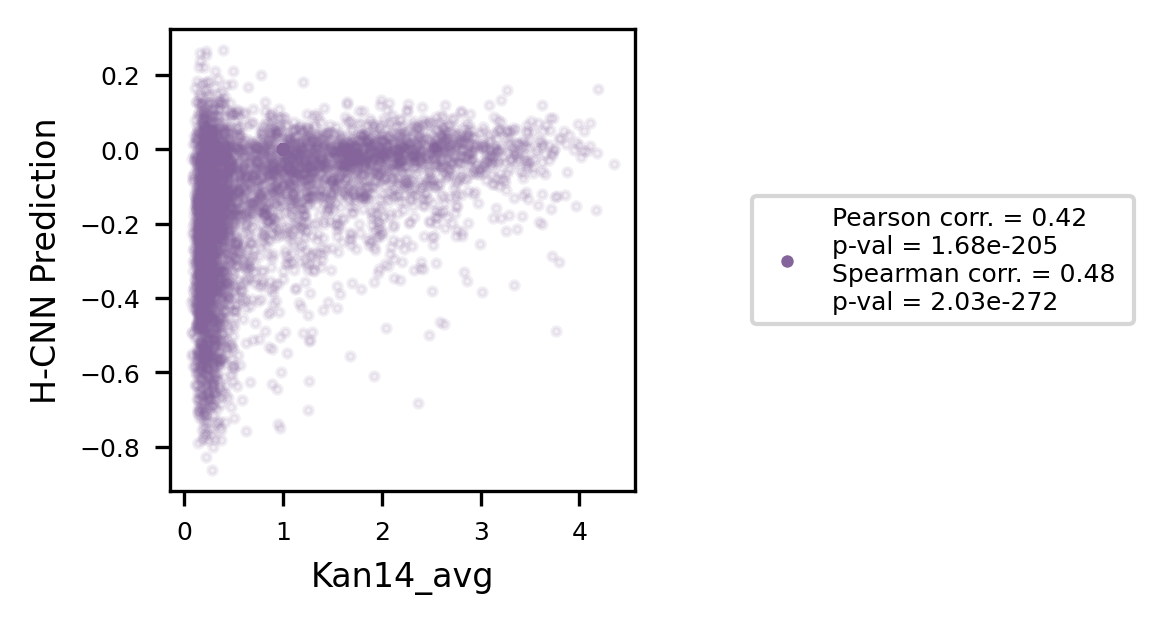 H-CNN Prediction
0.2
0.0
−0.2
−0.4
−0.6
−0.8
0 1 2 3 4
Kan14_avg
Pearson corr. = 0.42
p-val = 1.68e-205
Spearman corr. = 0.48
p-val = 2.03e-272